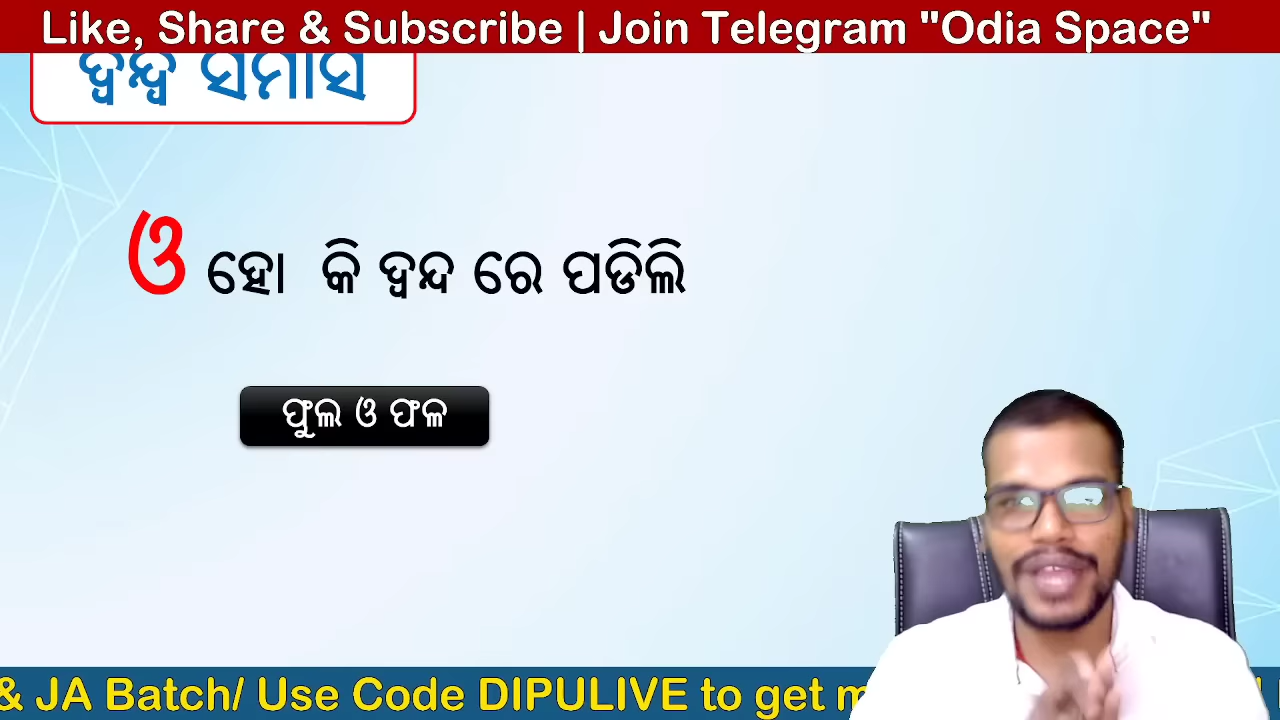 Like, Share & Subscribe | Join Telegram "Odia Space"
ଦ୍ୱନ୍ଦ୍ୱ ସମାସ
ଓ ହୋ କି ଦ୍ୱନ୍ଦ ରେ ପଡିଲି
ଫୁଲ ଓ ଫଳ
& JA Batch/ Use Code DIPULIVE to get